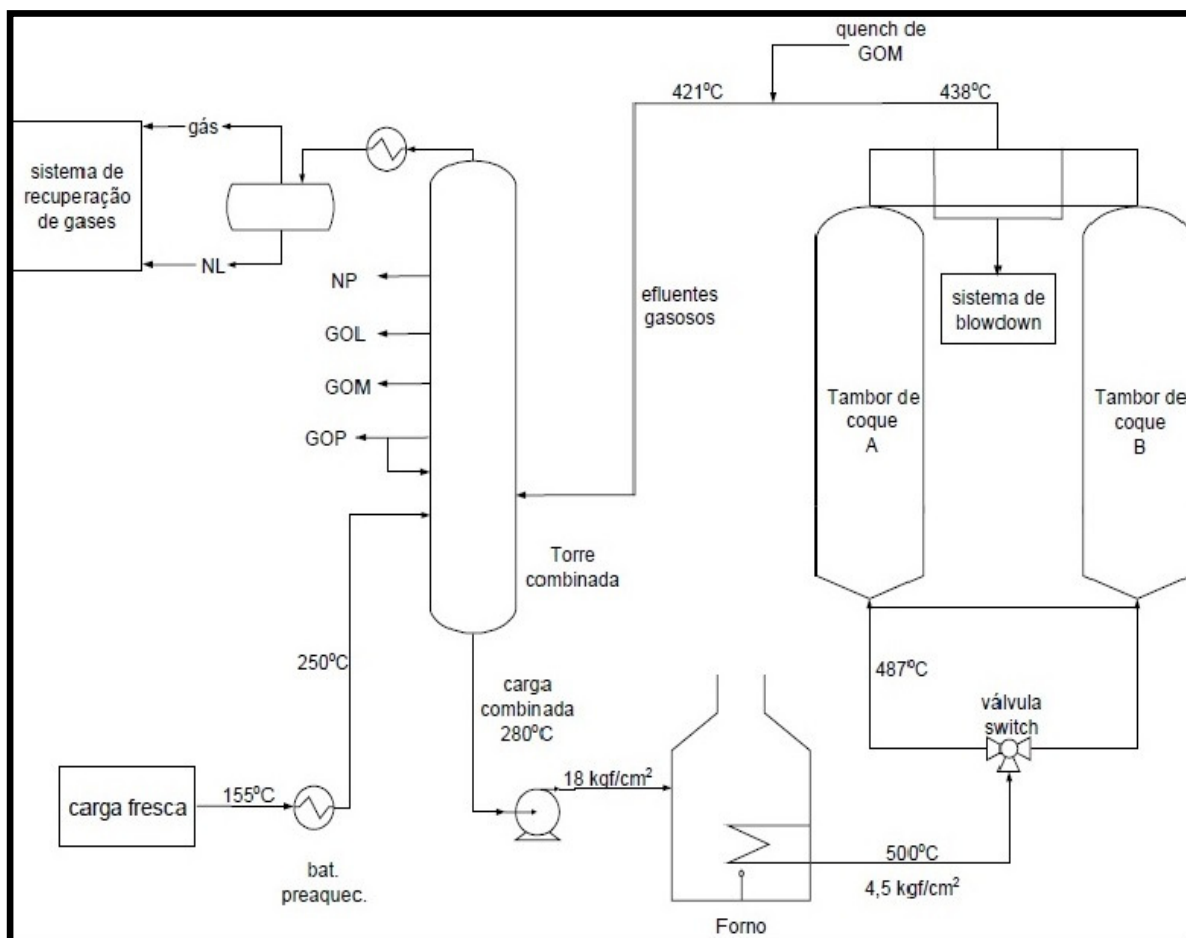 quench de
GOM
421ºC
438ºC
gás
sistema de
recuperação
de gases
NL
NP
GOL
GOM
GOP
efluentes
gasosos
sistema de
blowdown
Tambor de
coque
A
Tambor de
coque
B
Torre
combinada
250ºC
carga
combinada
280ºC
487ºC
válvula
switch
carga fresca
155ºC
18 kgf/cm²
bat.
preaquec.
500ºC
4,5 kgf/cm²
Forno